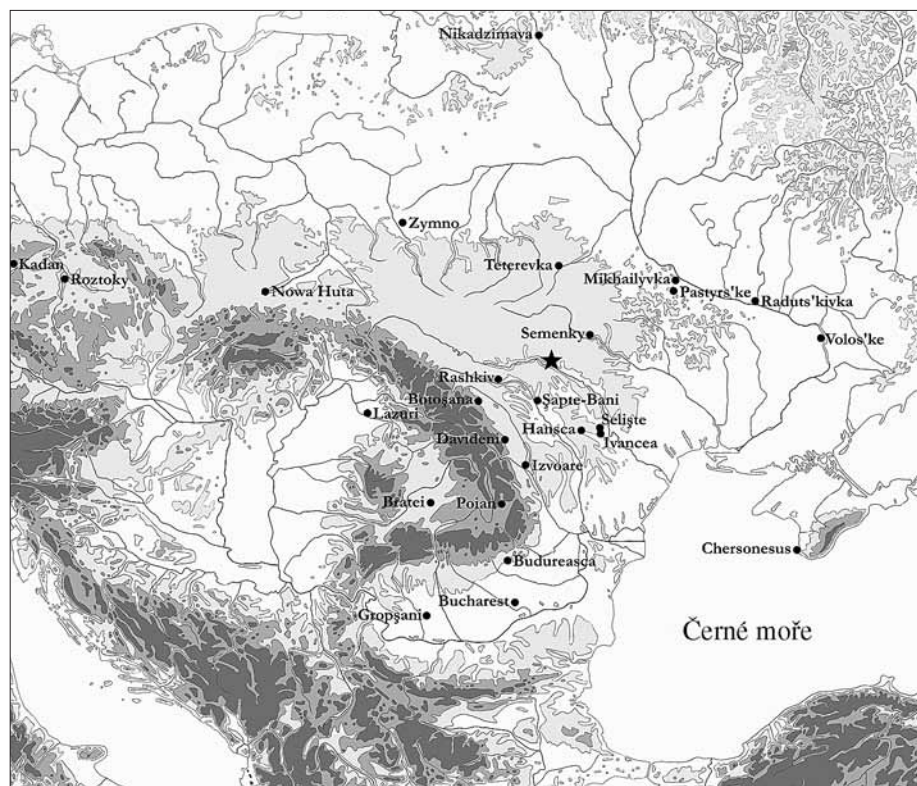 Nikadzimava
Zymno
Teterevka
Kadan
Roztoky
Nowa Huta
Mikhailyvka
Pastyrs'ke
Raduts'kivka
Semenky
Volos'ke
Rashkiv
Botoşana
Sapte-Bani
Lazuri
Selişte
Hansca
Ivancea
Davideni
Izvoare
Bratei
Poian
Chersonesus
Budureasca
Bucharest
Gropşani
Černé moře